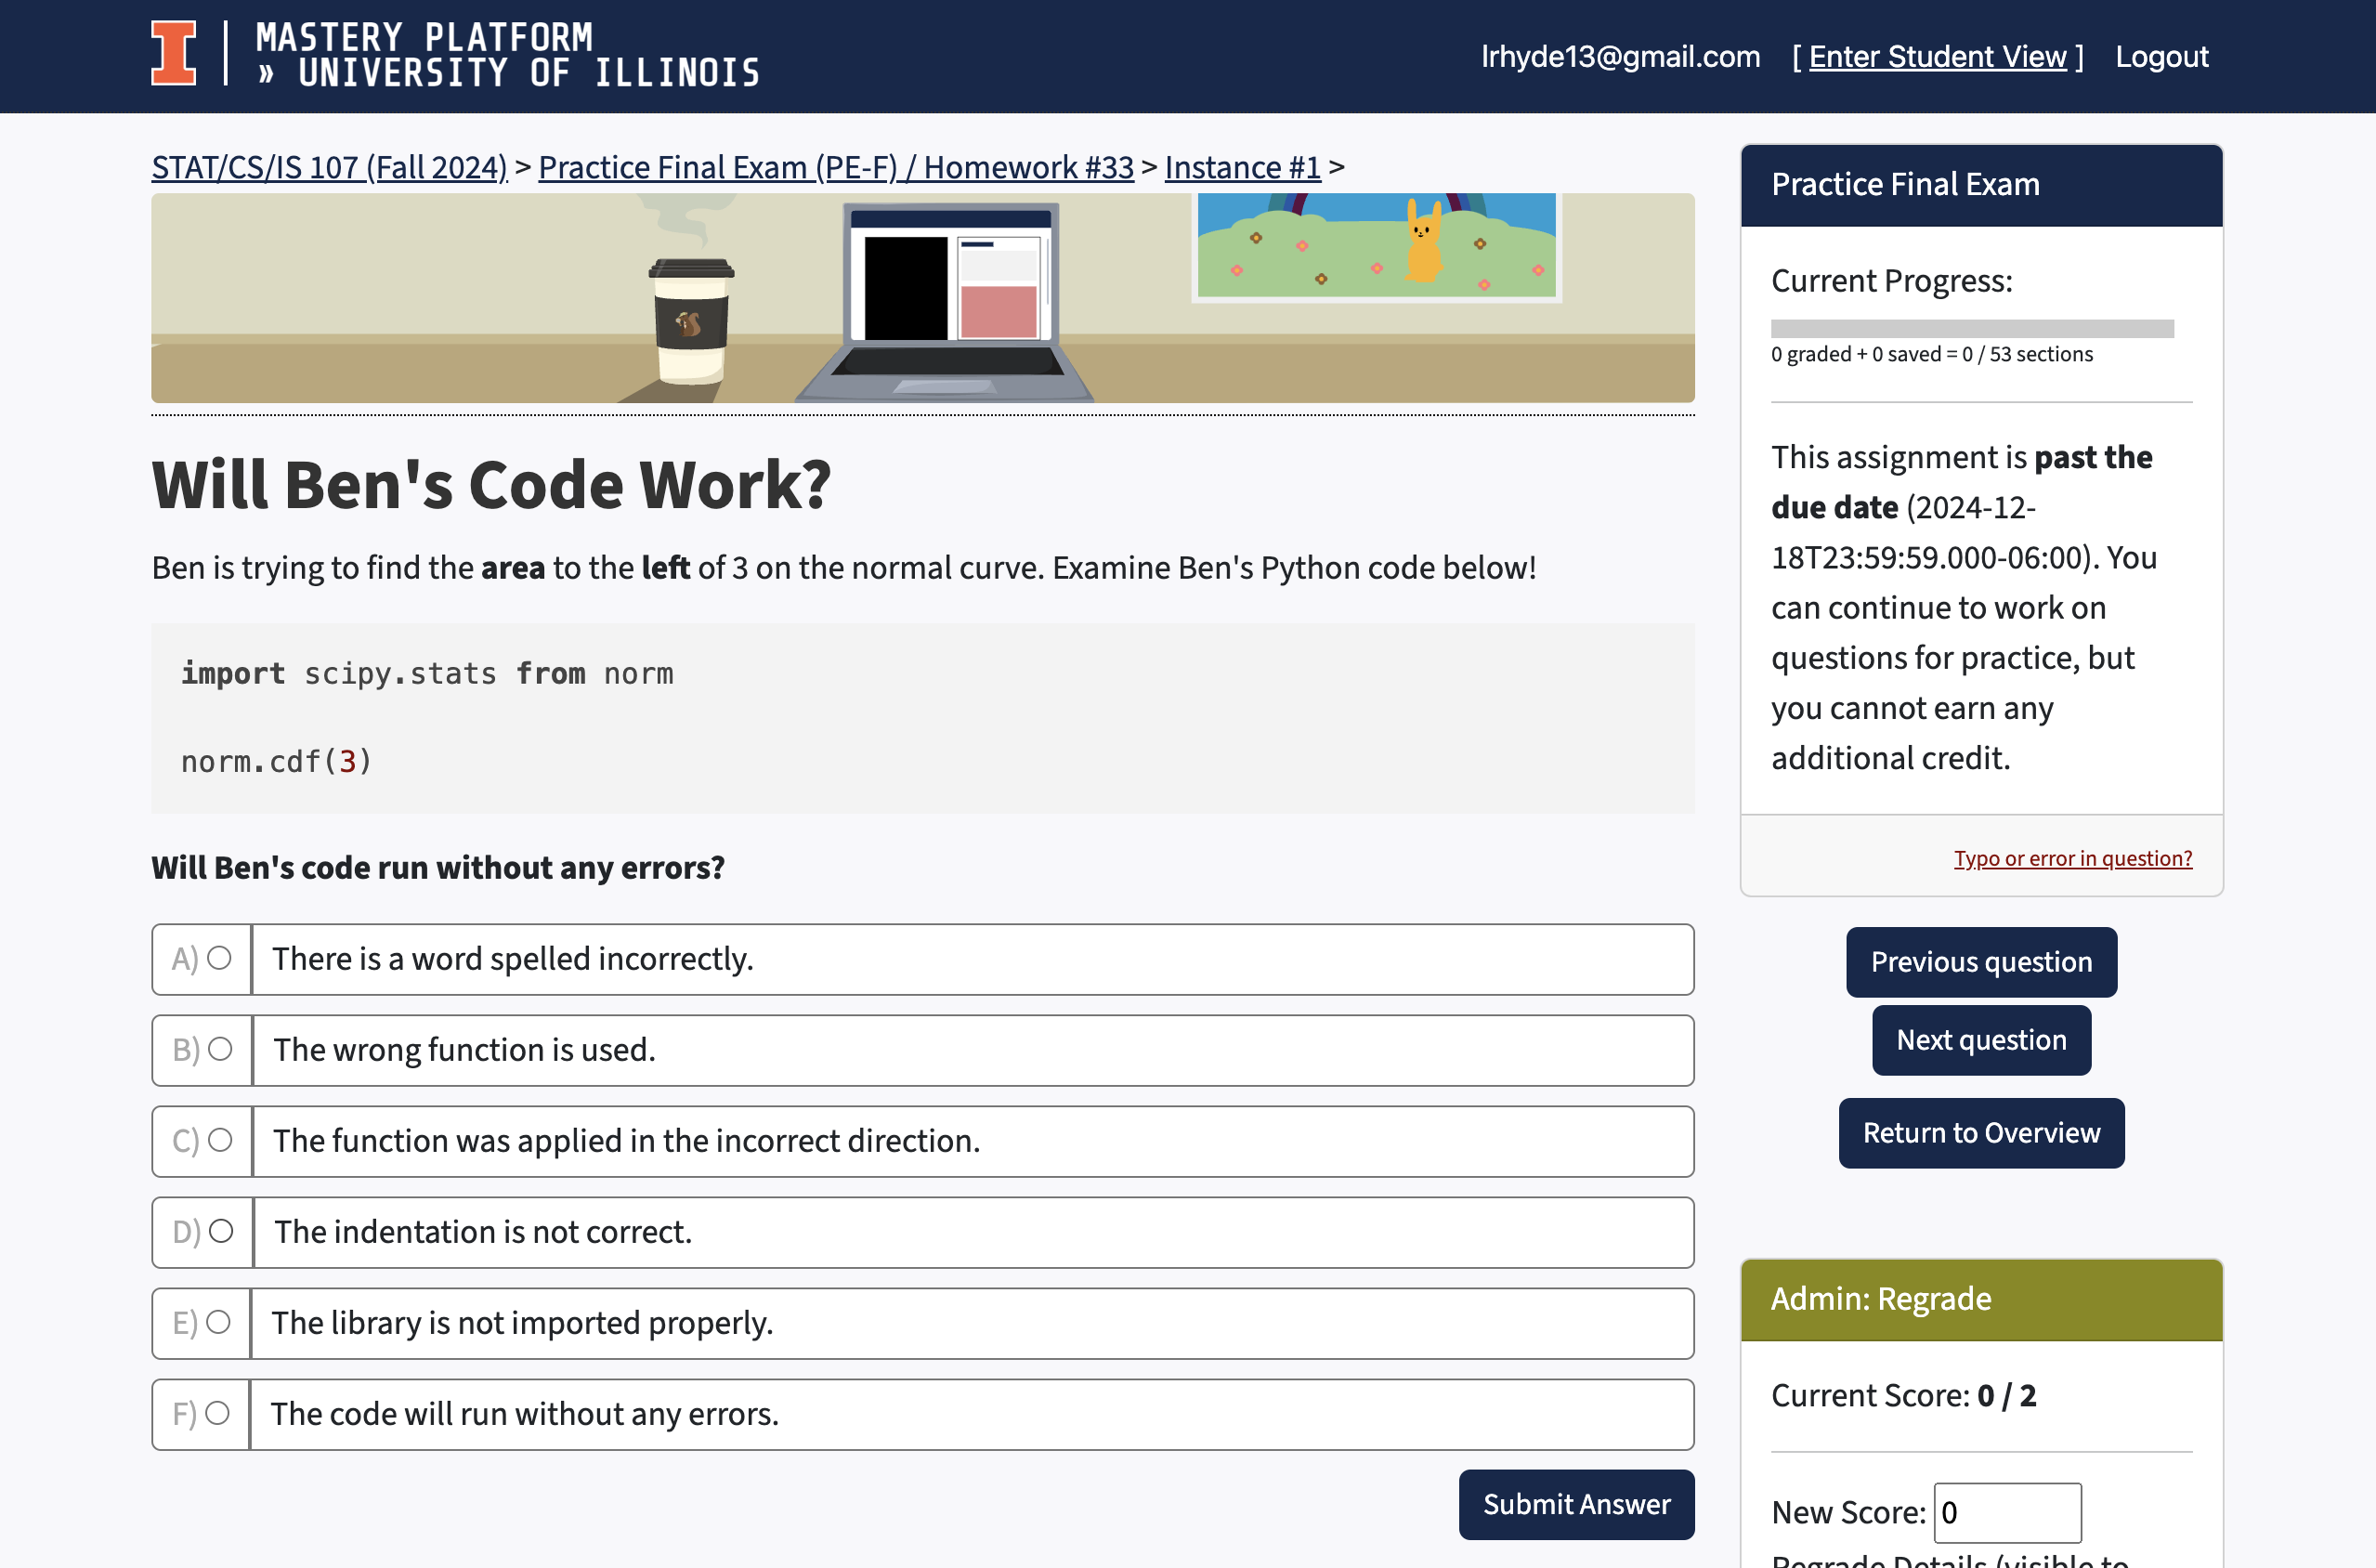 MASTERY PLATFORM
» UNIVERSITY OF ILLINOIS
lrhyde13@gmail.com [ Enter Student View ] Logout
STAT/CS/IS 107 (Fall 2024) > Practice Final Exam (PE-F) / Homework #33 > Instance #1 >
Will Ben's Code Work?
Ben is trying to find the area to the left of 3 on the normal curve. Examine Ben's Python code below!
import scipy.stats from norm
norm.cdf(3)
Will Ben's code run without any errors?
A) There is a word spelled incorrectly.
B) The wrong function is used.
C) The function was applied in the incorrect direction.
D) The indentation is not correct.
E) The library is not imported properly.
F) The code will run without any errors.
Submit Answer
Practice Final Exam
Current Progress:
0 graded + 0 saved = 0 / 53 sections
This assignment is past the
due date (2024-12-
18T23:59:59.000-06:00). You
can continue to work on
questions for practice, but
you cannot earn any
additional credit.
Typo or error in question?
Previous question
Next question
Return to Overview
Admin: Regrade
Current Score: 0 / 2
New Score: 0
Regrade Details (visible to